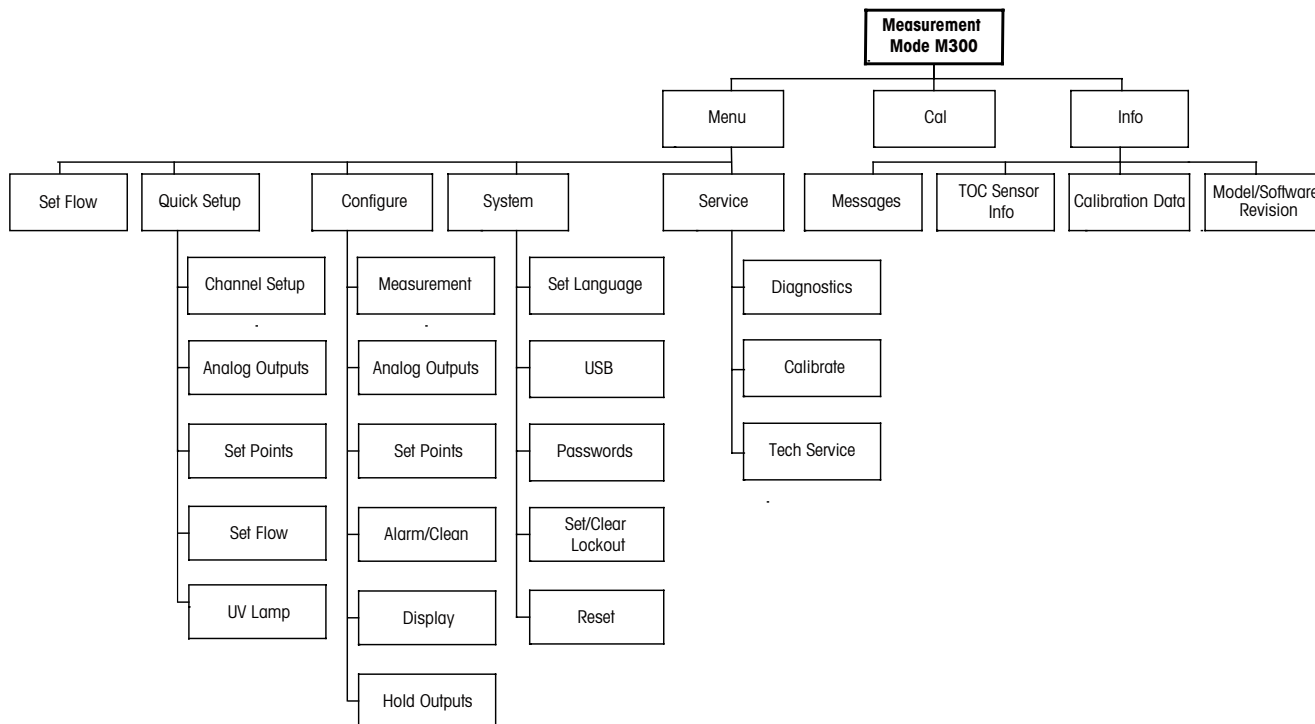 Measurement
Mode M300
Menu
Cal
Info
Set Flow
Quick Setup
Configure
System
Service
Messages
TOC Sensor
Info
Calibration Data
Model/Software
Revision
Channel Setup
Measurement
Set Language
Diagnostics
Analog Outputs
Analog Outputs
USB
Calibrate
Set Points
Set Points
Passwords
Tech Service
Set Flow
Alarm/Clean
Set/Clear
Lockout
UV Lamp
Display
Reset
Hold Outputs